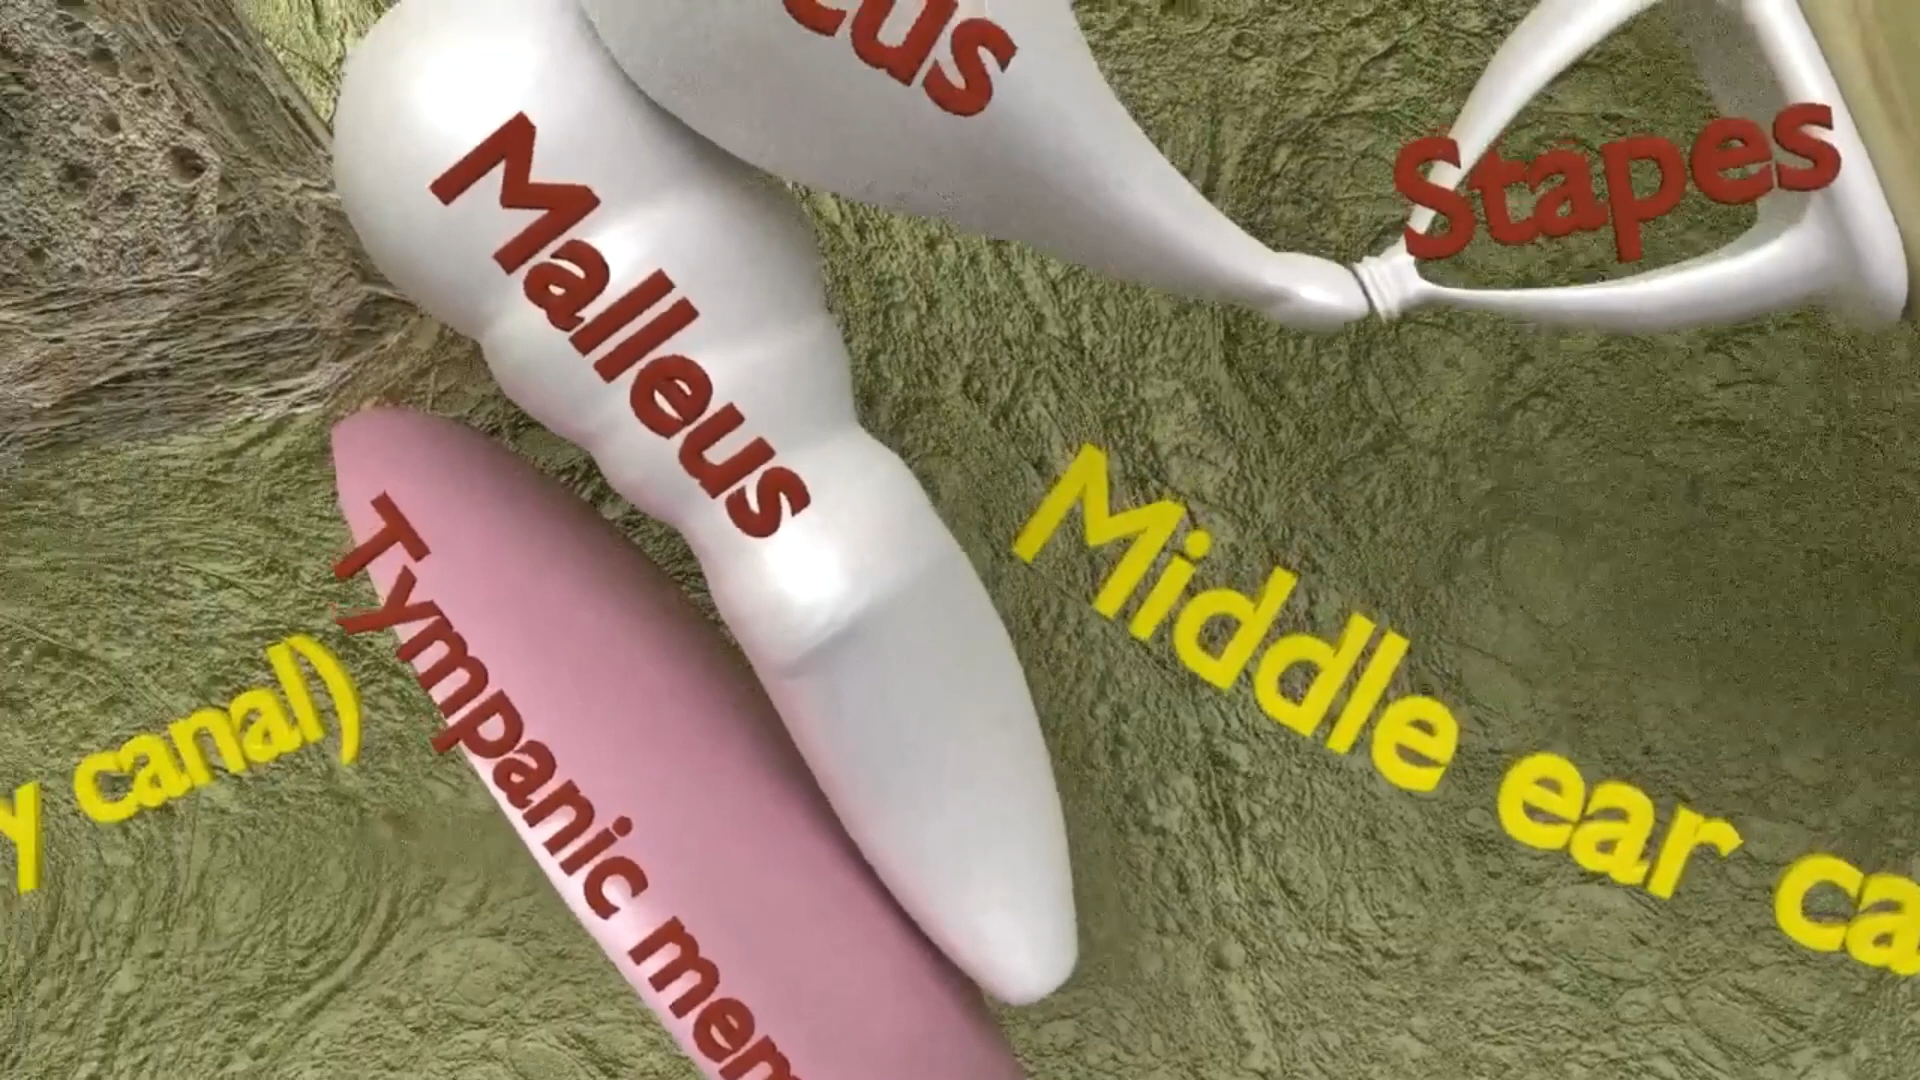 cus
Stapes
Malleus
Middle ear ca
Tympanic mem
y canal)